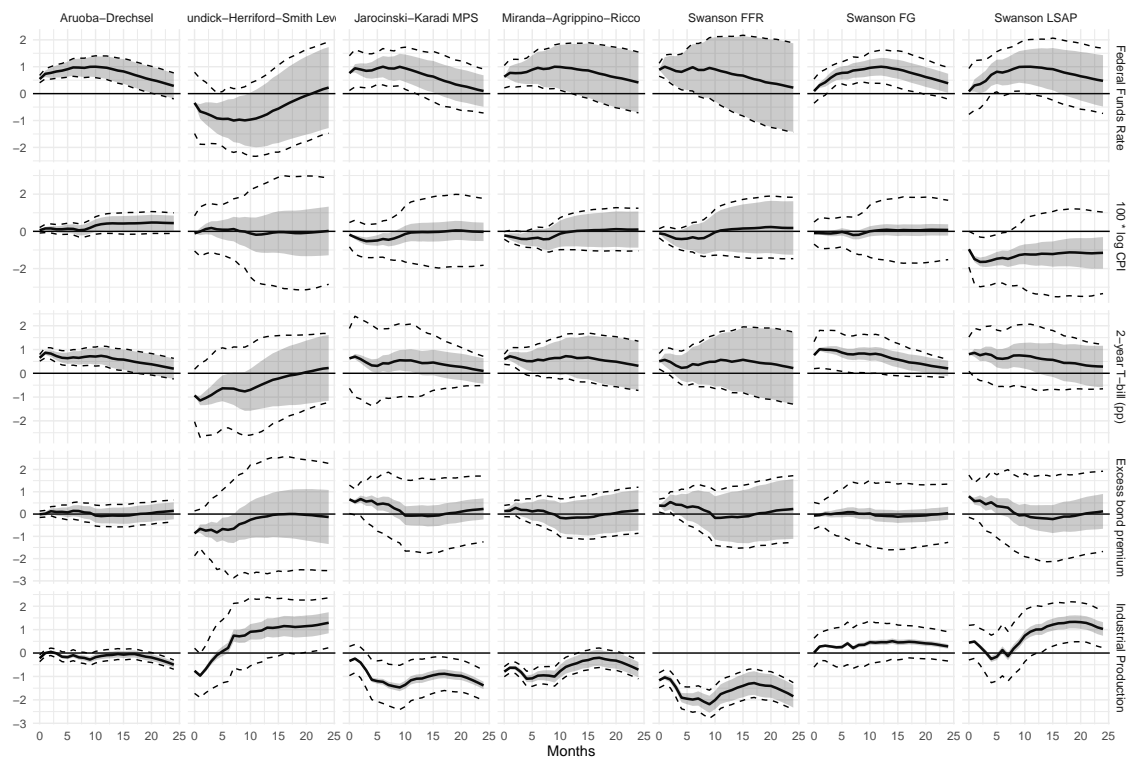 Aruoba−Drechsel
undick−Herriford−Smith Leve
Jarocinski−Karadi MPS
Miranda−Agrippino−Ricco
Swanson FFR
Swanson FG
Swanson LSAP
2
1
0
−1
−2
Federal Funds Rate
2
0
−2
100 * log CPI
2
1
0
−1
−2
2−year T−bill (pp)
2
1
0
−1
−2
−3
Excess bond premium
2
1
0
−1
−2
−3
Industrial Production
0 5 10 15 20 25 0 5 10 15 20 25 0 5 10 15 20 25 0 5 10 15 20 25 0 5 10 15 20 25 0 5 10 15 20 25 0 5 10 15 20 25
Months